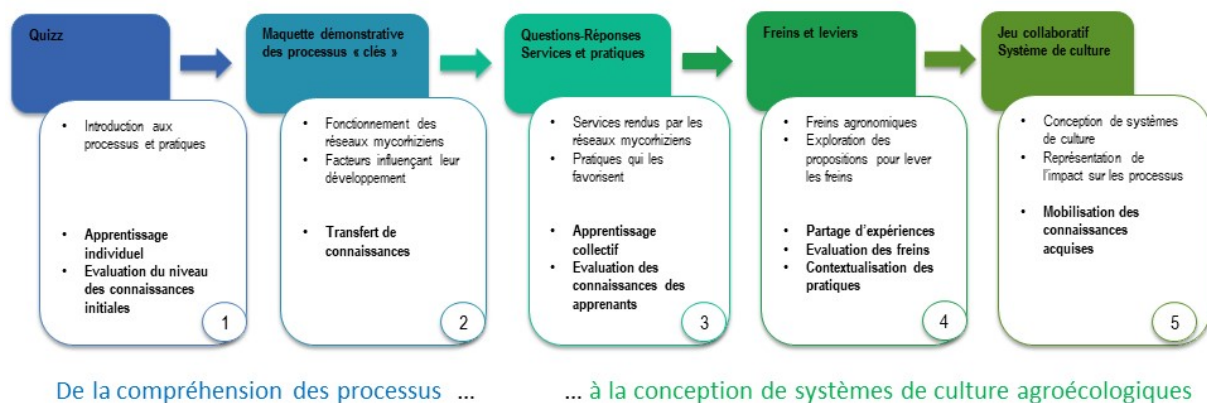 Quizz
Maquette démonstrative
des processus « clés »
Questions-Réponses
Services et pratiques
Freins et leviers
Jeu collaboratif
Système de culture
• Introduction aux
processus et pratiques
• Apprentissage
individuel
• Evaluation du niveau
des connaissances
initiales
1
• Fonctionnement des
réseaux mycorhiziens
• Facteurs influençant leur
développement
• Transfert de
connaissances
2
• Services rendus par les
réseaux mycorhiziens
• Pratiques qui les
favorisent
• Apprentissage
collectif
• Evaluation des
connaissances des
apprenants
3
• Freins agronomiques
• Exploration des
propositions pour lever
les freins
• Partage d'expériences
• Evaluation des freins
• Contextualisation des
pratiques
4
• Conception de systèmes
de culture
• Représentation de
l'impact sur les processus
• Mobilisation des
connaissances
acquises
5
De la compréhension des processus ...
... à la conception de systèmes de culture agroécologiques